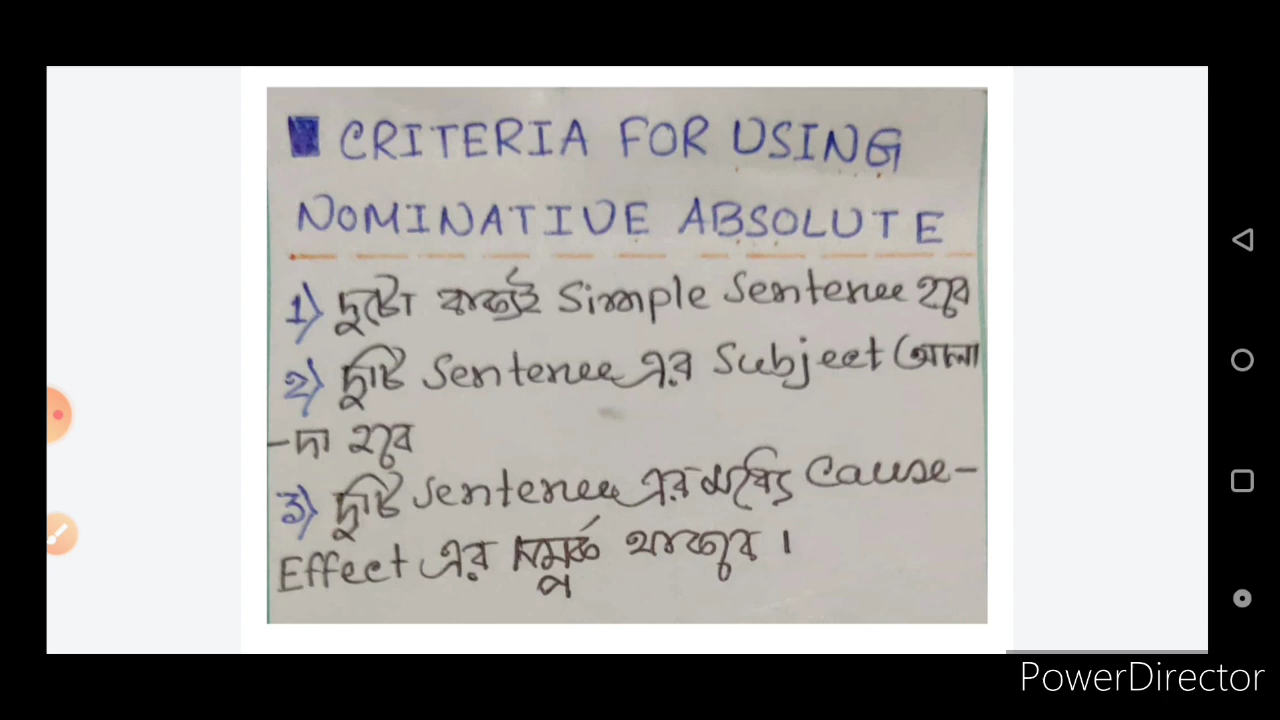 CRITERIA FOR USING
NOMINATIVE ABSOLUTE
1) দুটো বাক্যই Simple Sentence হবে
2) দুটি Sentence এর Subject আলা
-দা হবে
3) দুটি Sentence এর মধ্যে Cause-
Effect এর সম্পর্ক থাকবে।
PowerDirector